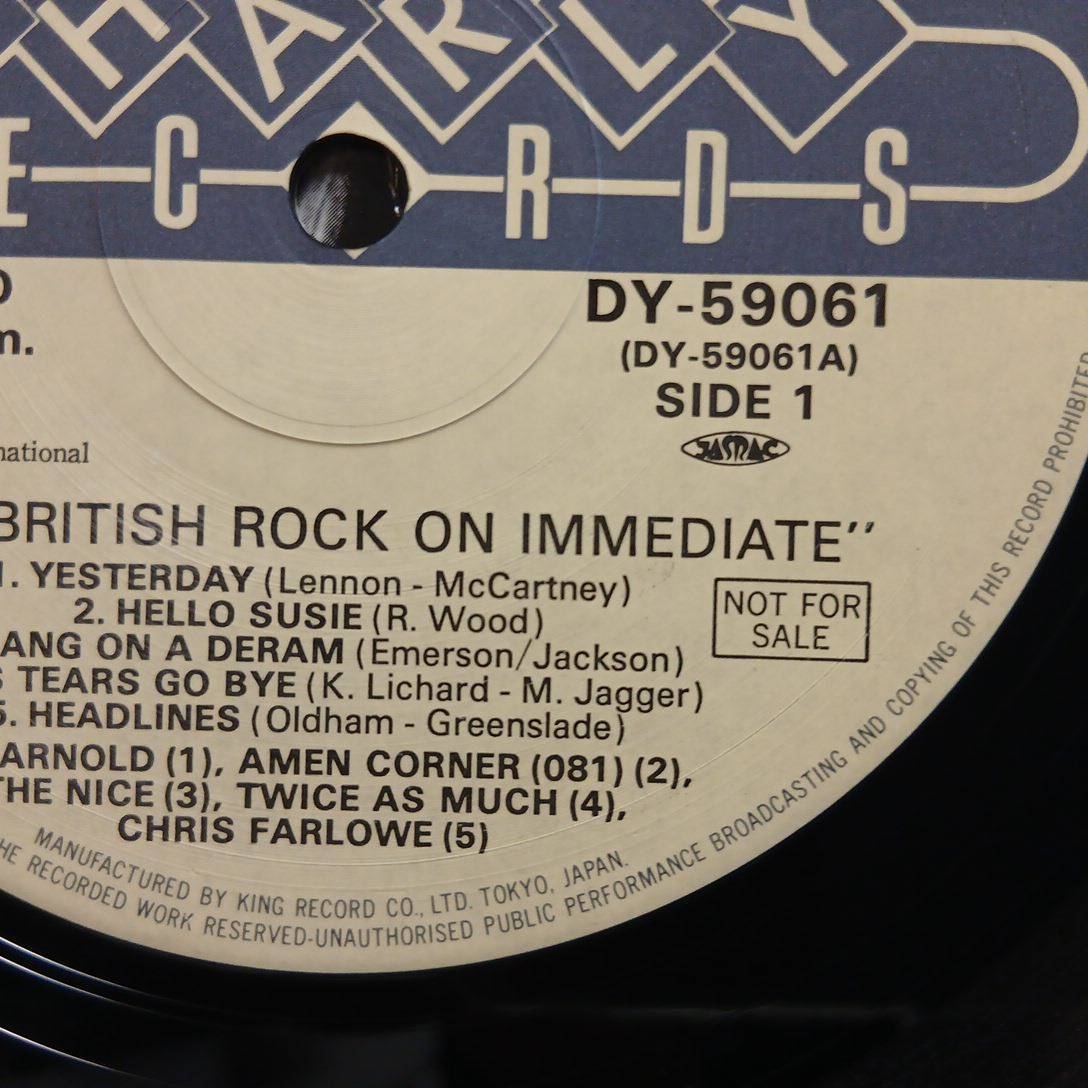 HARLY
ECORDS
m.
DY-59061
(DY-59061A)
SIDE 1
JASRAC
national
BRITISH ROCK ON IMMEDIATE"
1. YESTERDAY (Lennon - McCartney)
2. HELLO SUSIE (R. Wood)
ANG ON A DERAM (Emerson/Jackson)
S TEARS GO BYE (K. Lichard - M. Jagger)
5. HEADLINES (Oldham - Greenslade)
NOT FOR
SALE
ARNOLD (1), AMEN CORNER (081) (2),
THE NICE (3), TWICE AS MUCH (4),
CHRIS FARLOWE (5)
MANUFACTURED BY KING RECORD CO., LTD. TOKYO, JAPAN.
HE RECORDED WORK RESERVED-UNAUTHORISED PUBLIC PERFORMANCE BROADCASTING AND COPYING OF THIS RECORD PROHIBITED